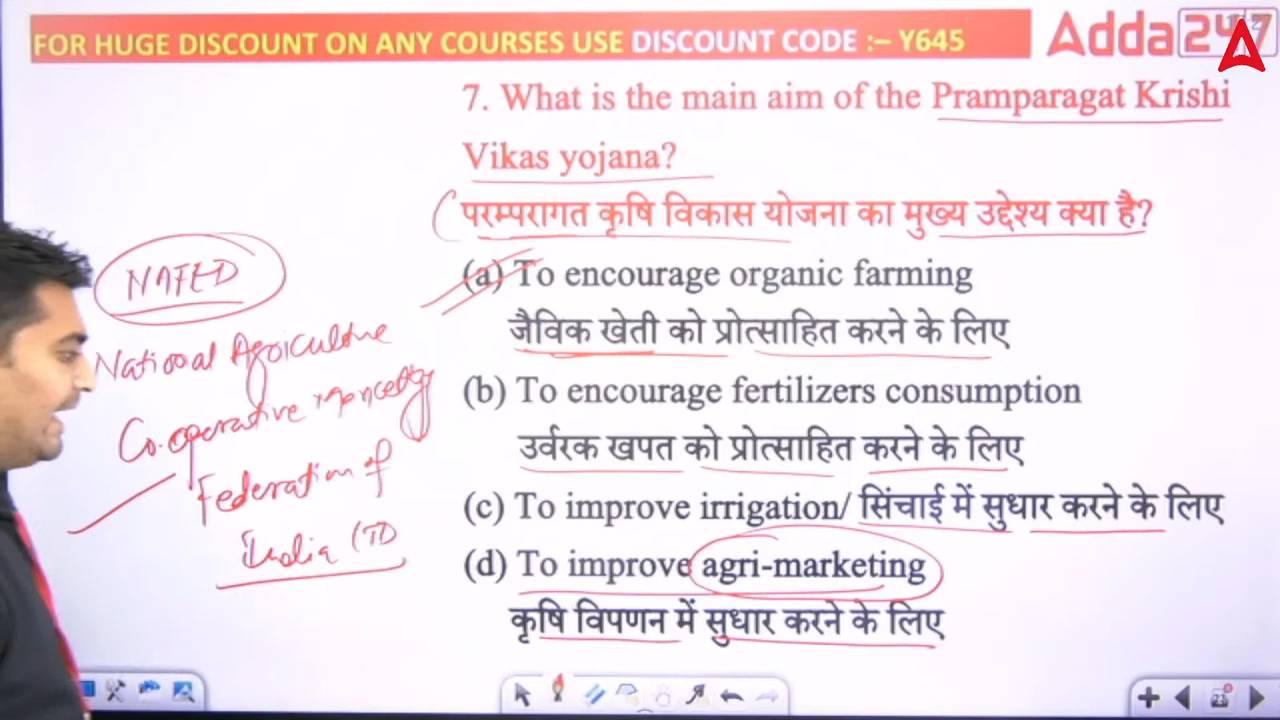 FOR HUGE DISCOUNT ON ANY COURSES USE DISCOUNT CODE :– Y645
Adda 247
7. What is the main aim of the Pramparagat Krishi
Vikas yojana?
परम्परागत कृषि विकास योजना का मुख्य उद्देश्य क्या है?
(a) To encourage organic farming
जैविक खेती को प्रोत्साहित करने के लिए
(b) To encourage fertilizers consumption
उर्वरक खपत को प्रोत्साहित करने के लिए
(c) To improve irrigation/ सिंचाई में सुधार करने के लिए
(d) To improve agri-marketing
कृषि विपणन में सुधार करने के लिए
NAFED
National Agriculture
Co.operative
Federation of
India